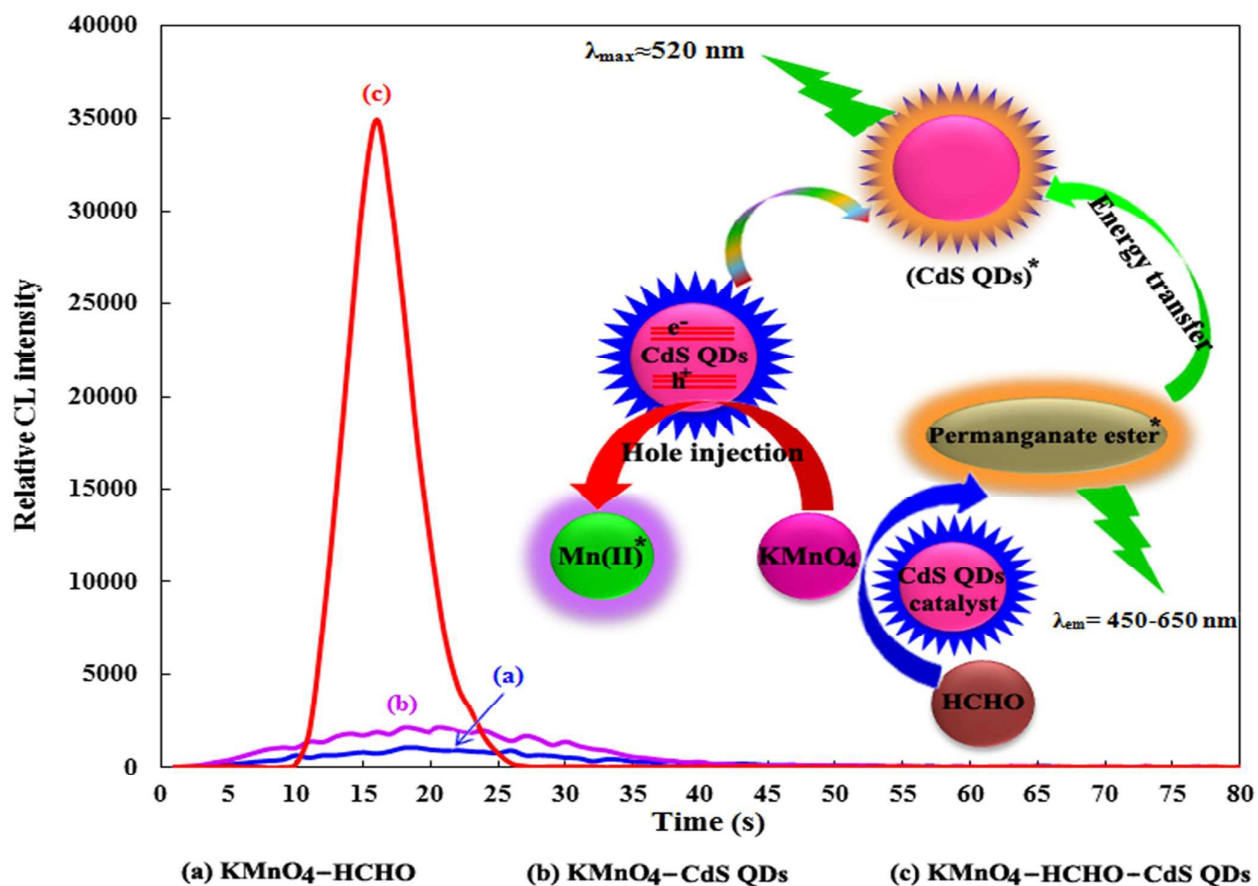 40000
35000
30000
25000
20000
15000
10000
5000
0
Relative CL intensity
0 5 10 15 20 25 30 35 40 45 50 55 60 65 70 75 80
Time (s)
(c)
(b)
(a)
λmax≈520 nm
(CdS QDs)*
Energy transfer
e-
CdS QDs
h+
Hole injection
Mn(II)*
KMnO4
Permanganate ester*
CdS QDs
catalyst
HCHO
λem= 450-650 nm
(a) KMnO4−HCHO (b) KMnO4−CdS QDs (c) KMnO4−HCHO−CdS QDs